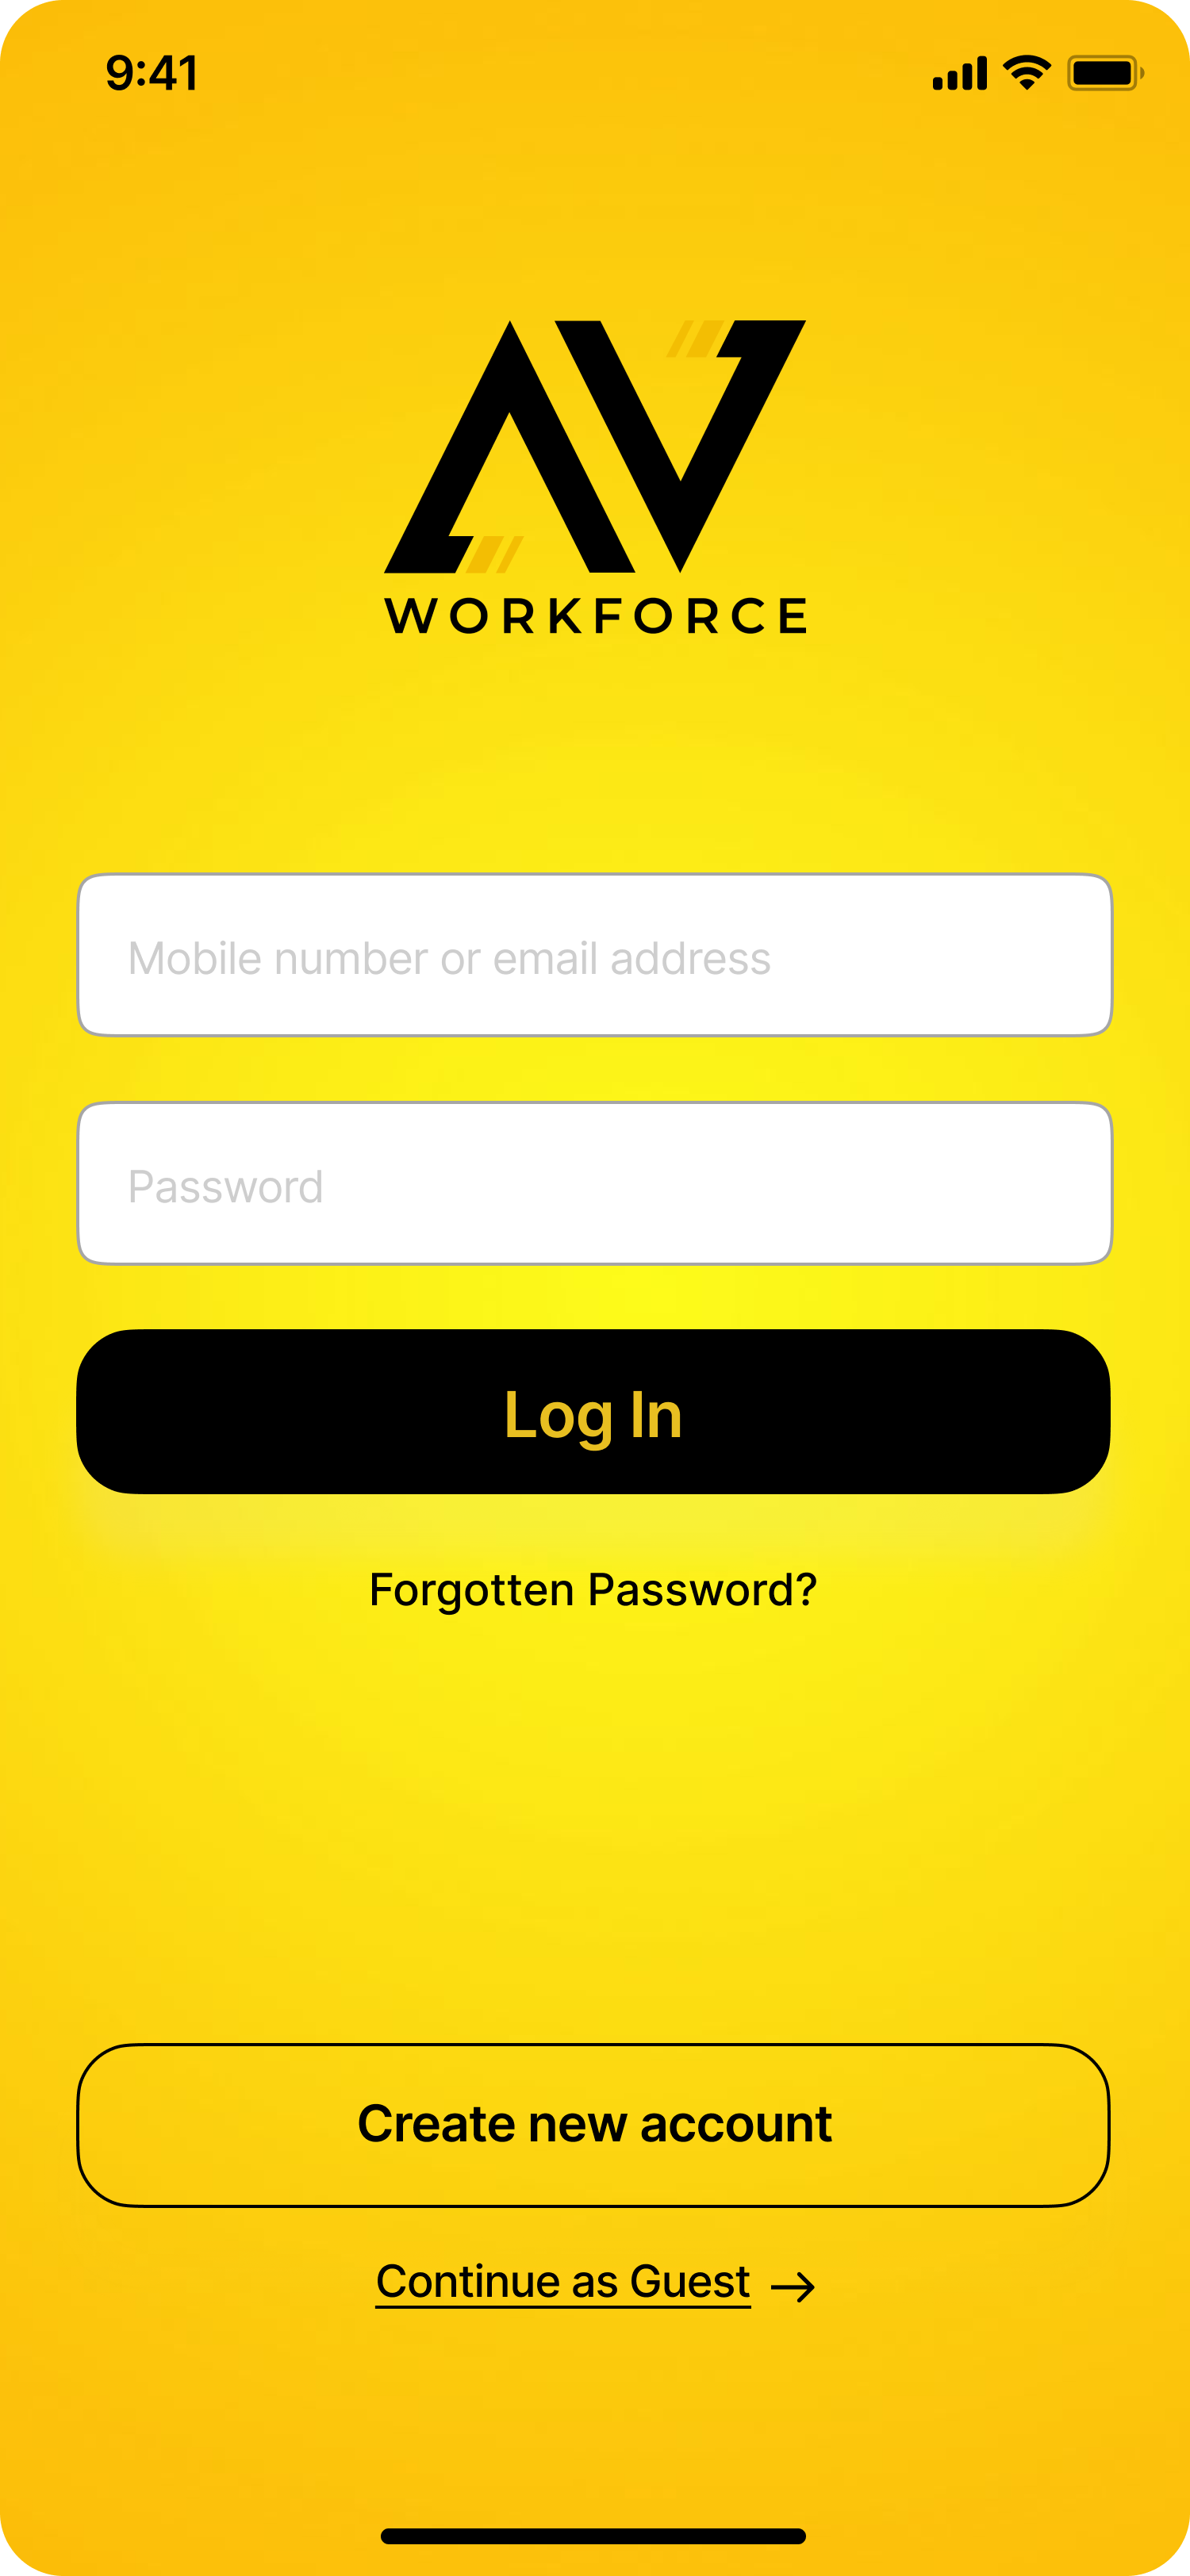 9:41
AV
WORKFORCE
Mobile number or email address
Password
Log In
Forgotten Password?
Create new account
Continue as Guest →